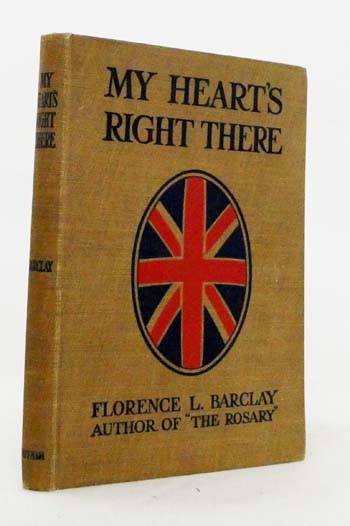 MY HEART'S
RIGHT THERE
FLORENCE L. BARCLAY
AUTHOR OF "THE ROSARY"
MY
HEART'S
RIGHT
THERE
BARCLAY